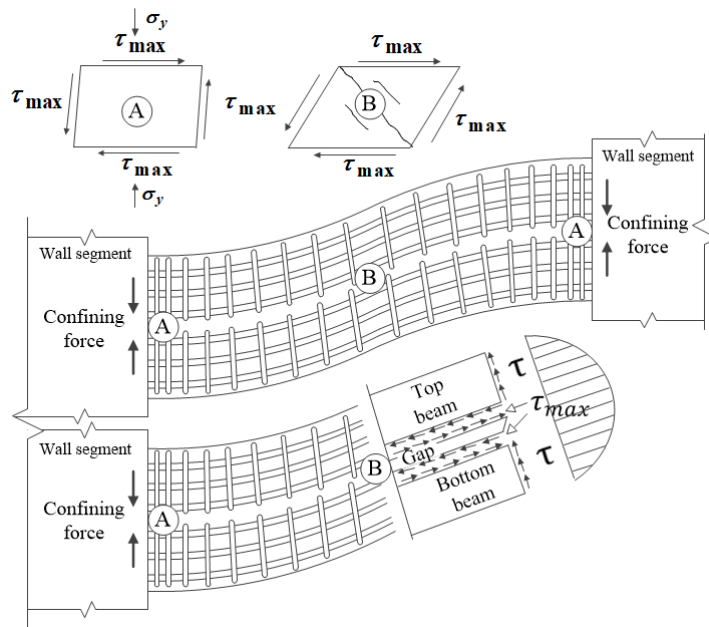 σy
τmax
τmax
A
τmax
τmax
σy
τmax
τmax
B
τmax
τmax
Wall segment
Confining
force
A
Wall segment
Confining
force
A
B
Wall segment
Confining
force
A
B
Top
beam
Gap
Bottom
beam
τ
τmax
τ